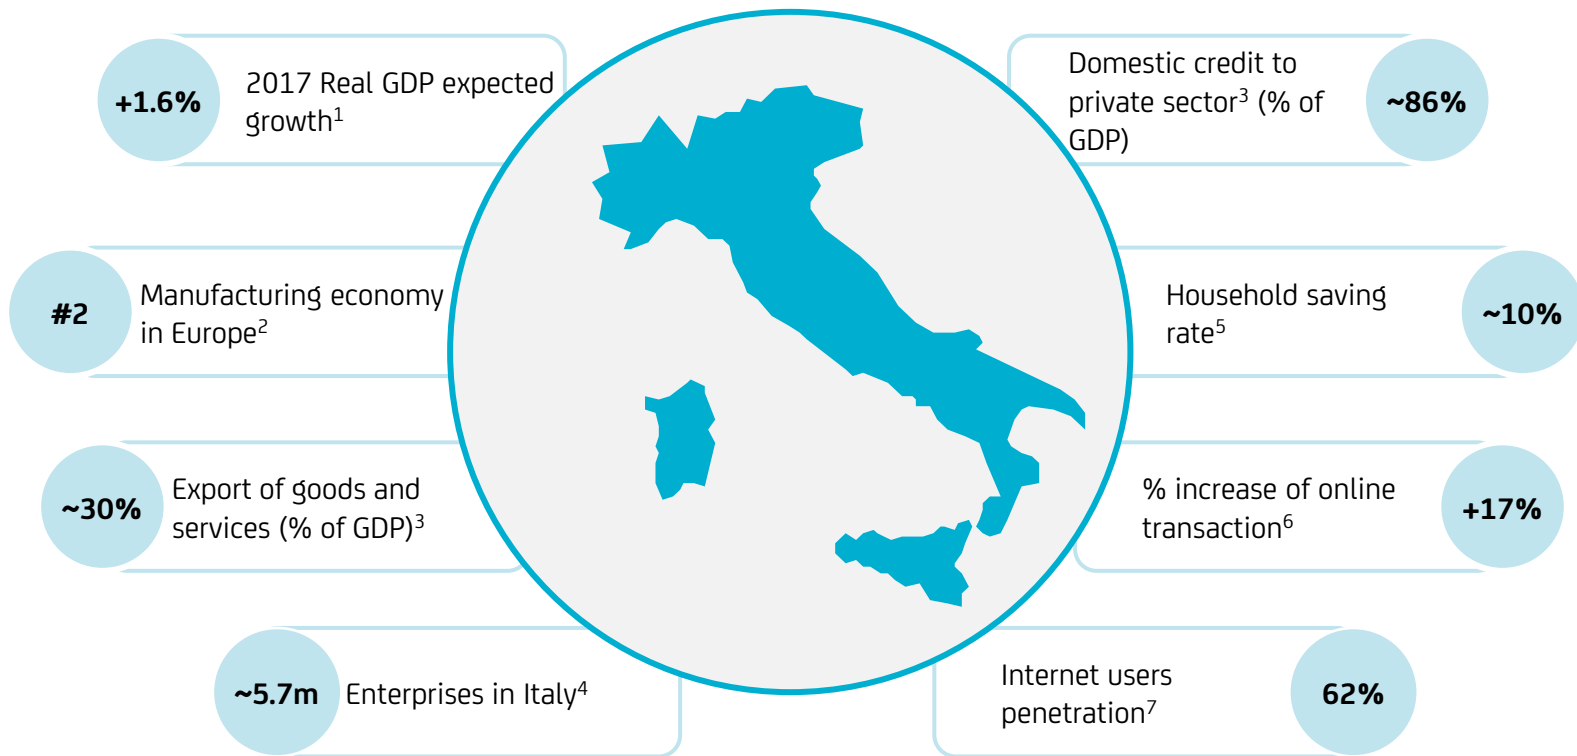 +1.6%
2017 Real GDP expected
growth1
#2
Manufacturing economy
in Europe2
~30%
Export of goods and
services (% of GDP)3
~5.7m
Enterprises in Italy4
Domestic credit to
private sector3 (% of
GDP)
~86%
Household saving
rate5
~10%
% increase of online
transaction6
+17%
Internet users
penetration7
62%